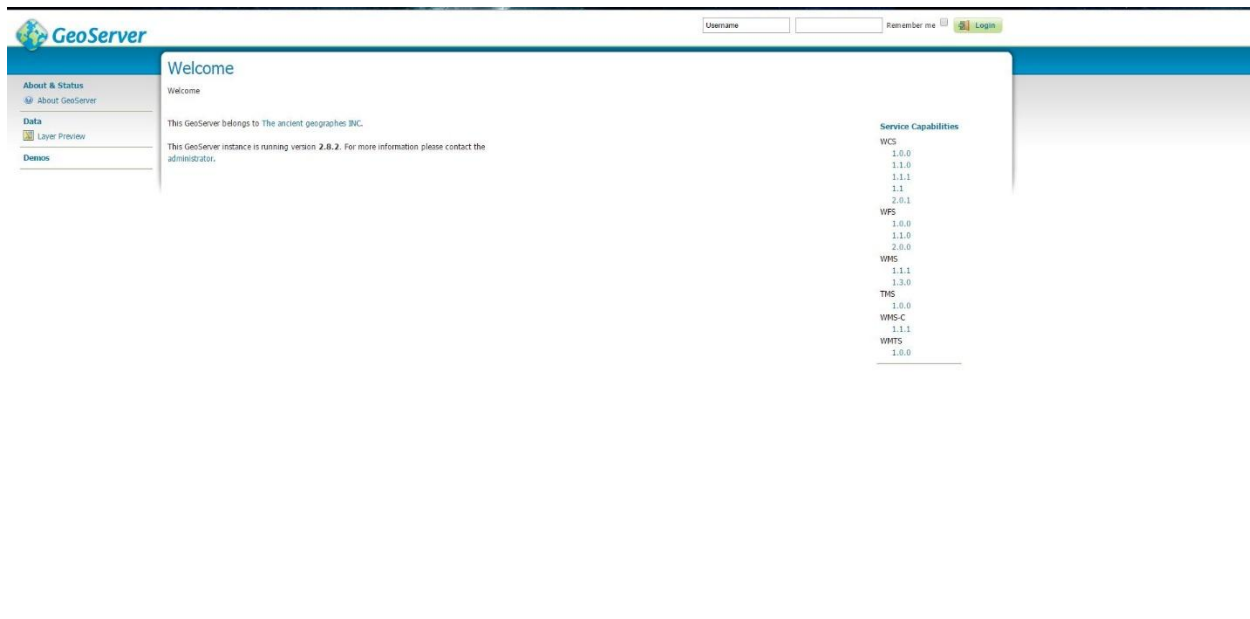 GeoServer
Username
Remember me
Login
About & Status
About GeoServer
Data
Layer Preview
Demos
Welcome
Welcome
This GeoServer belongs to The ancient geographes INC.
This GeoServer instance is running version 2.8.2. For more information please contact the
administrator.
Service Capabilities
WCS
1.0.0
1.1.0
1.1.1
1.1
2.0.1
WFS
1.0.0
1.1.0
2.0.0
WMS
1.1.1
1.3.0
TMS
1.0.0
WMS-C
1.1.1
WMTS
1.0.0